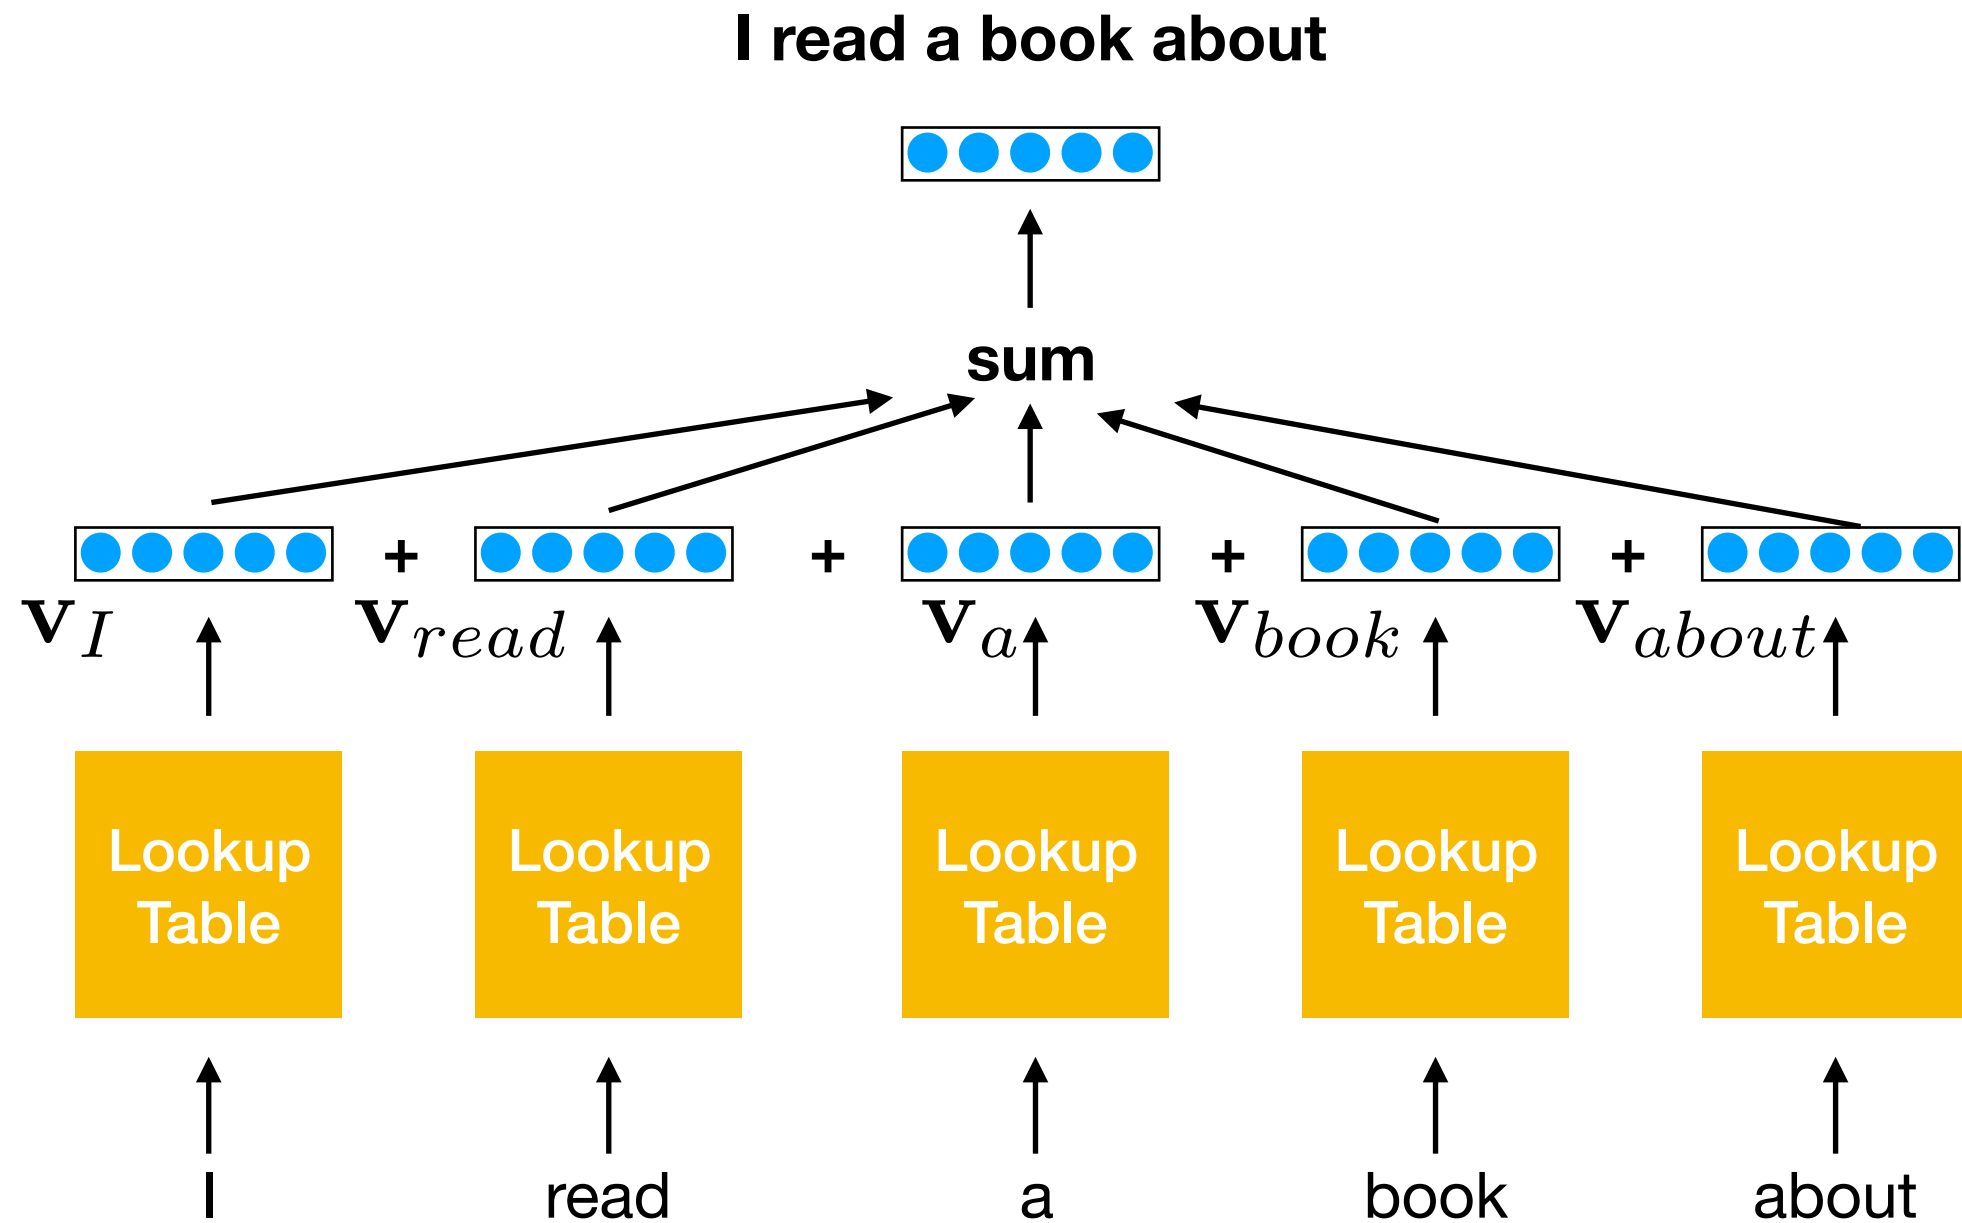 I read a book about
sum
+ + + +
v_I v_read v_a v_book v_about
Lookup Table
Lookup Table
Lookup Table
Lookup Table
Lookup Table
I read a book about